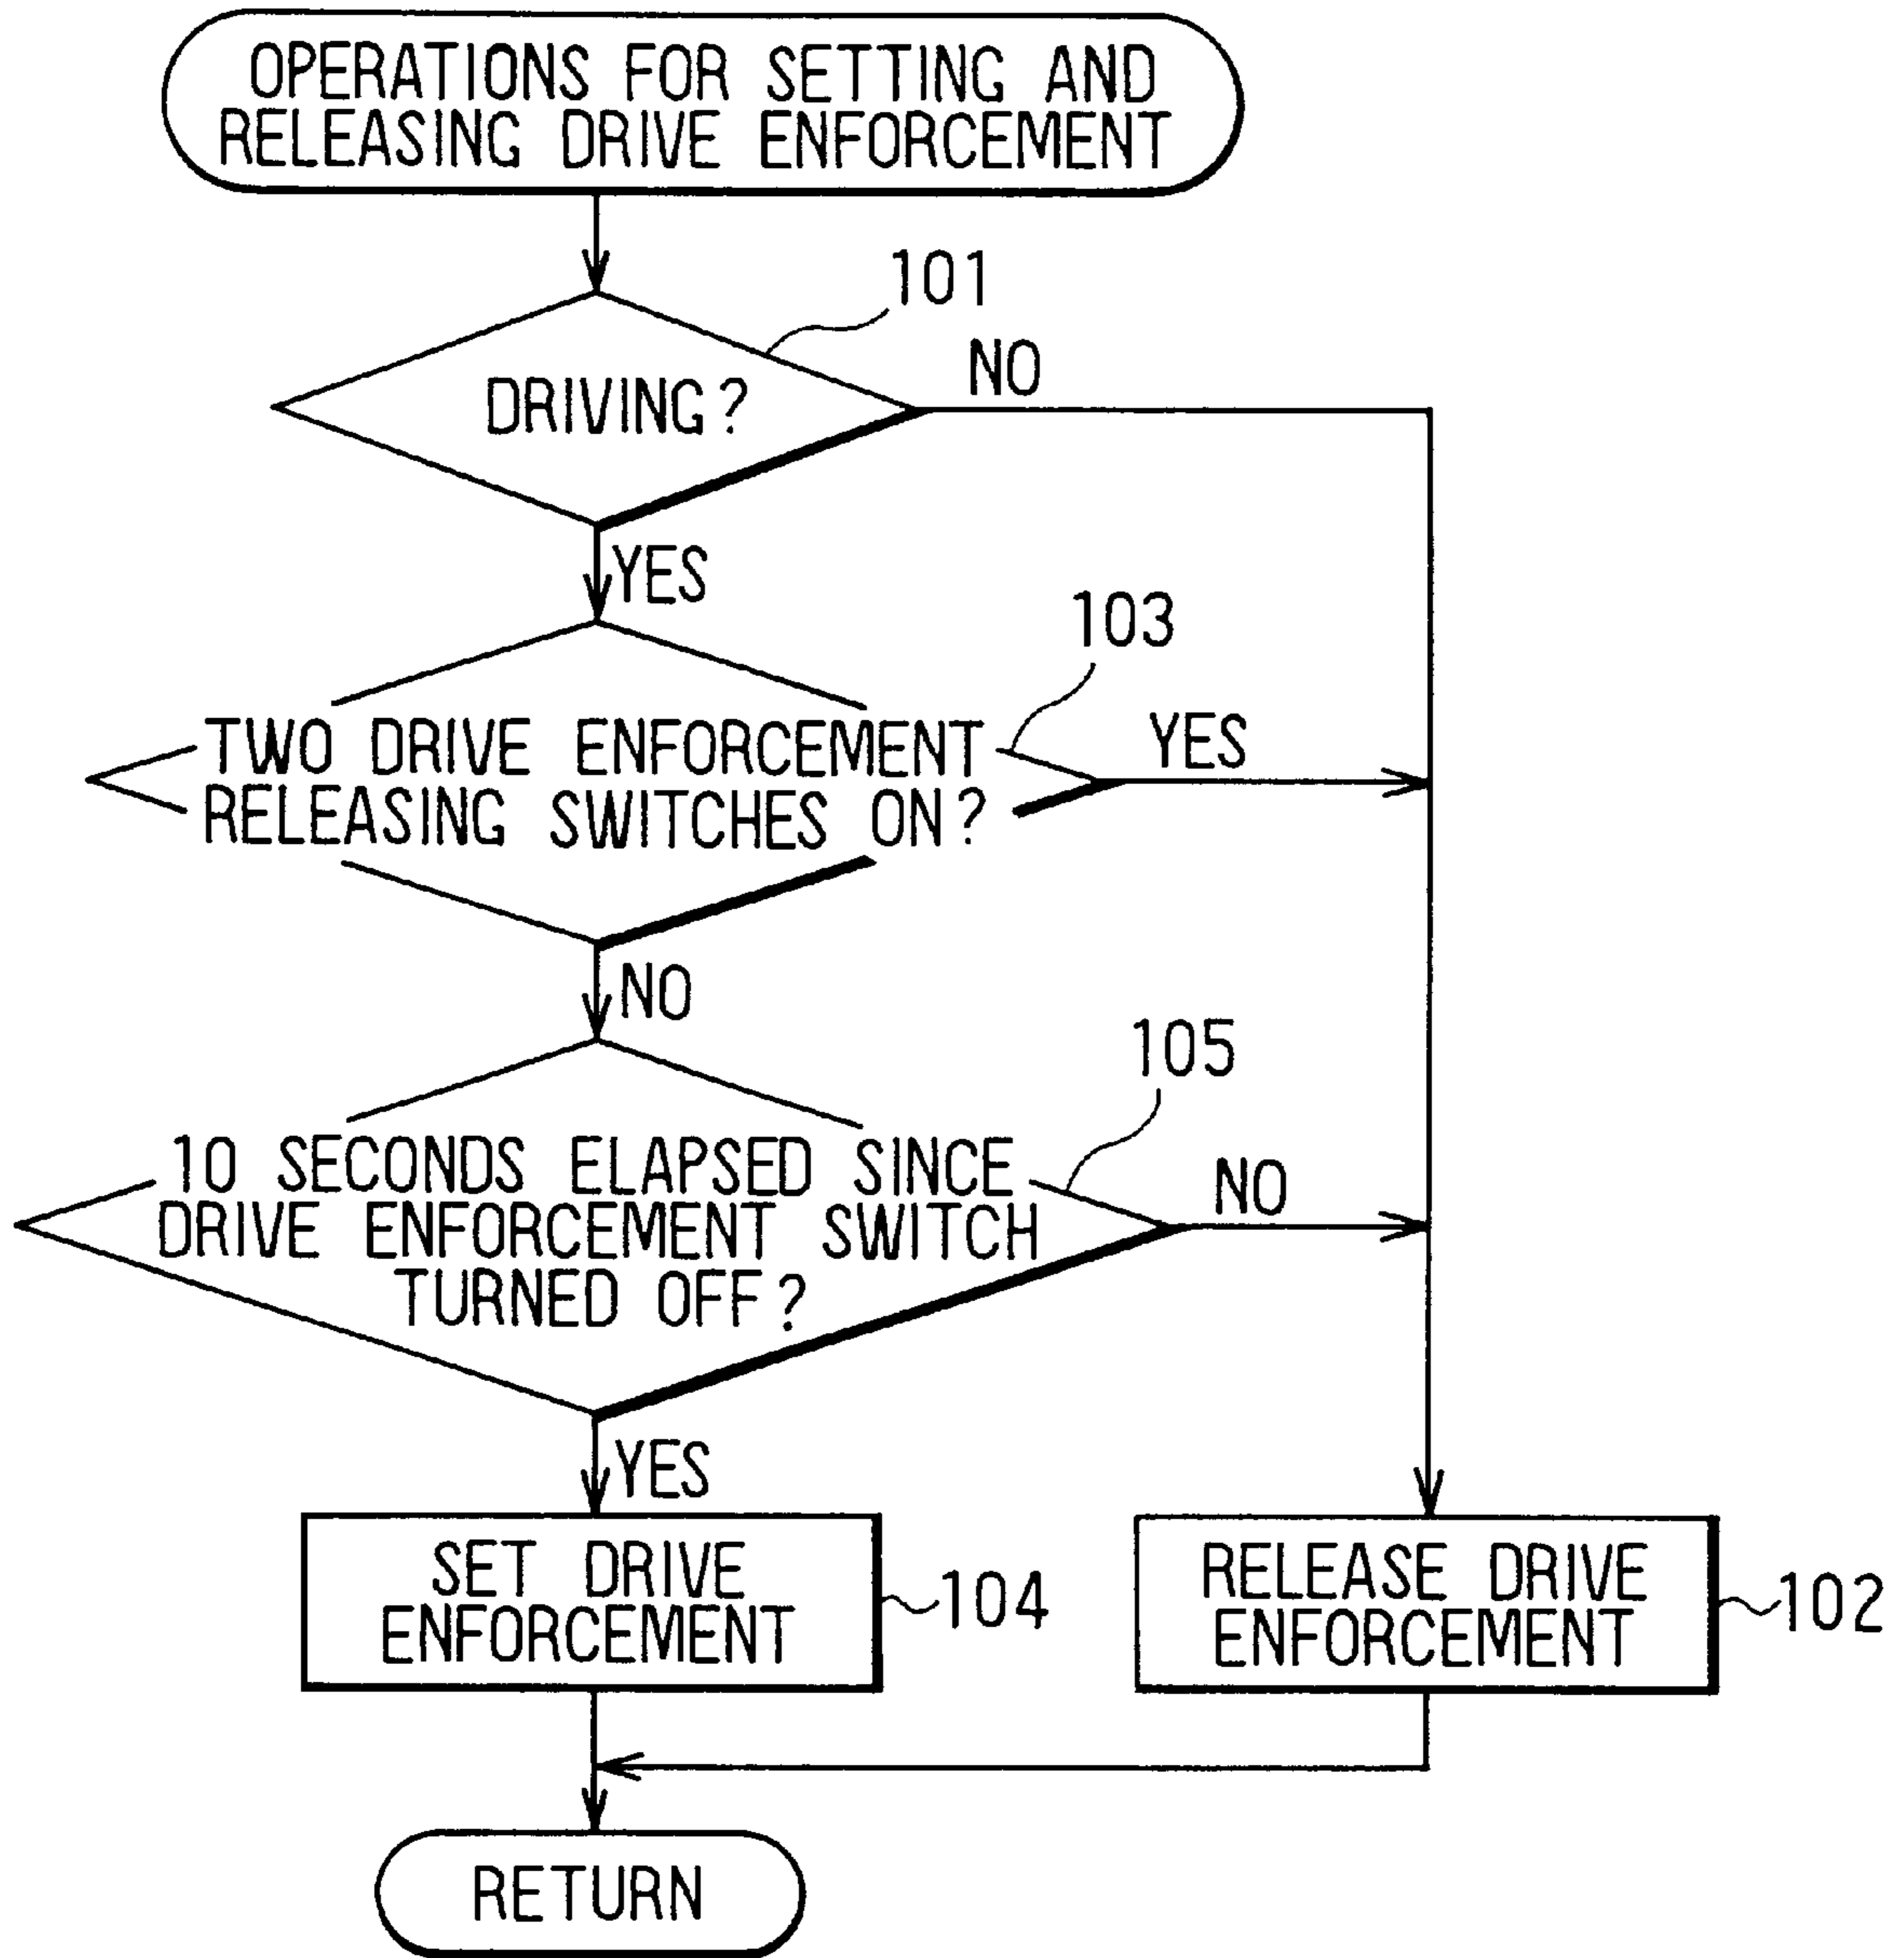 OPERATIONS FOR SETTING AND
RELEASING DRIVE ENFORCEMENT
101
DRIVING?
NO
YES
103
TWO DRIVE ENFORCEMENT
RELEASING SWITCHES ON?
YES
NO
105
10 SECONDS ELAPSED SINCE
DRIVE ENFORCEMENT SWITCH
TURNED OFF?
NO
YES
SET DRIVE
ENFORCEMENT
104
RELEASE DRIVE
ENFORCEMENT
102
RETURN